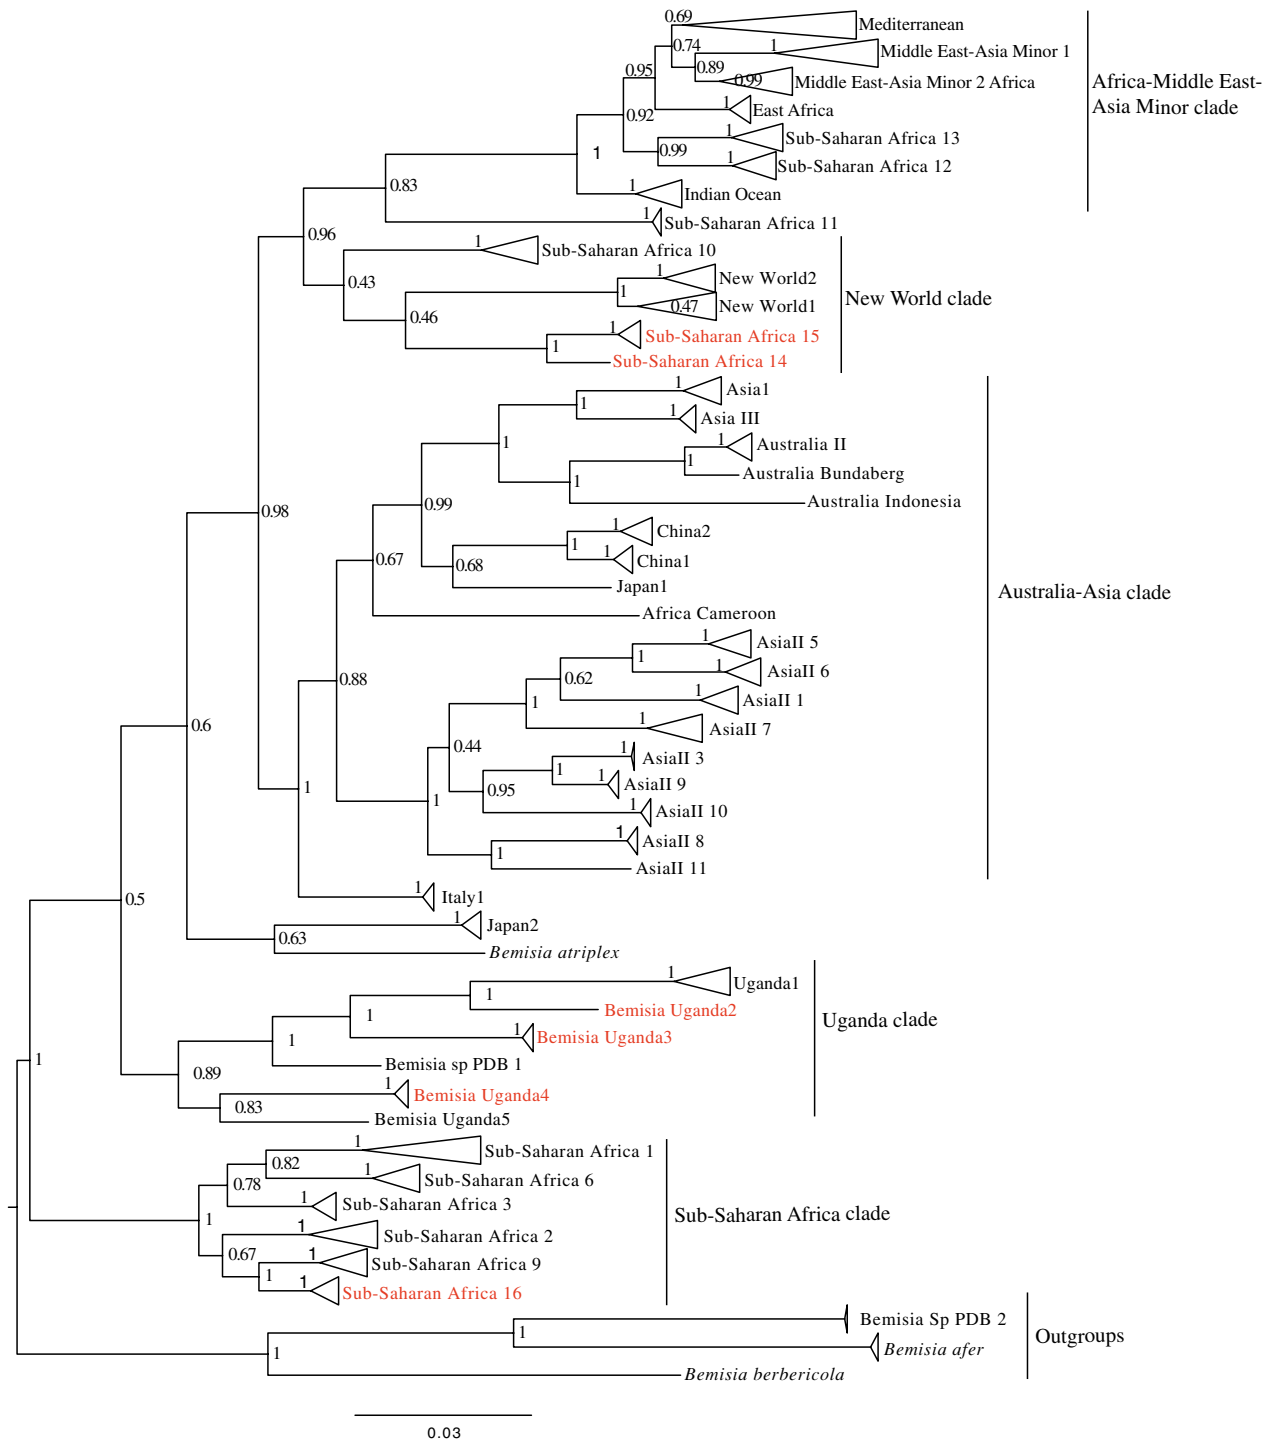 0.69
Mediterranean
0.74
1
Middle East-Asia Minor 1
0.95
0.89
0.99
Middle East-Asia Minor 2 Africa
Africa-Middle East-
Asia Minor clade
1
East Africa
0.92
1
Sub-Saharan Africa 13
0.99
1
Sub-Saharan Africa 12
1
0.83
1
Indian Ocean
1
Sub-Saharan Africa 11
0.96
1
Sub-Saharan Africa 10
0.43
1
New World2
1
0.47
New World1
New World clade
0.46
1
Sub-Saharan Africa 15
1
Sub-Saharan Africa 14
1
Asia1
1
1
Asia III
1
1
Australia II
1
Australia Bundaberg
1
Australia Indonesia
0.99
0.98
1
China2
1
1
China1
0.67
0.68
Japan1
Australia-Asia clade
Africa Cameroon
1
AsiaII 5
1
1
AsiaII 6
0.62
0.88
1
AsiaII 1
1
1
AsiaII 7
0.6
0.44
1
AsiaII 3
1
1
AsiaII 9
1
0.95
1
1
AsiaII 10
1
AsiaII 8
1
AsiaII 11
0.5
1
Italy1
1
Japan2
0.63
Bemisia atriplex
1
Uganda1
1
Bemisia Uganda2
1
Uganda clade
1
Bemisia Uganda3
1
Bemisia sp PDB 1
1
0.89
1
Bemisia Uganda4
0.83
Bemisia Uganda5
1
Sub-Saharan Africa 1
0.82
1
Sub-Saharan Africa 6
0.78
1
Sub-Saharan Africa 3
Sub-Saharan Africa clade
1
1
Sub-Saharan Africa 2
0.67
1
Sub-Saharan Africa 9
1
1
Sub-Saharan Africa 16
Bemisia Sp PDB 2
1
Outgroups
Bemisia afer
1
Bemisia berbericola
0.03